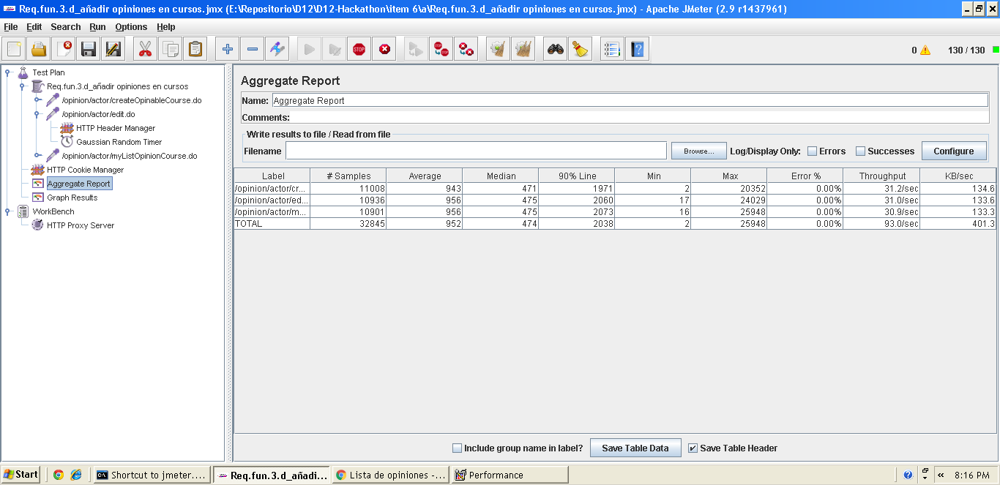 Req.fun.3.d_añadir opiniones en cursos.jmx (E:\Repositorio\D12\D12-Hackathon\item 6\a\Req.fun.3.d_añadir opiniones en cursos.jmx) - Apache JMeter (2.9 r1437961)
File Edit Search Run Options Help
STOP STOP STOP 0 130 / 130
Test Plan
Req.fun.3.d_añadir opiniones en cursos
/opinion/actor/createOpinableCourse.do
/opinion/actor/edit.do
HTTP Header Manager
Gaussian Random Timer
/opinion/actor/myListOpinionCourse.do
HTTP Cookie Manager
Aggregate Report
Graph Results
WorkBench
HTTP Proxy Server
Aggregate Report
Name: Aggregate Report
Comments:
Write results to file / Read from file
Filename Browse... Log/Display Only: Errors Successes Configure
Label # Samples Average Median 90% Line Min Max Error % Throughput KB/sec
/opinion/actor/cr... 11008 943 471 1971 2 20352 0.00% 31.2/sec 134.6
/opinion/actor/ed... 10936 956 475 2060 17 24029 0.00% 31.0/sec 133.6
/opinion/actor/m... 10901 956 475 2073 16 25948 0.00% 30.9/sec 133.3
TOTAL 32845 952 474 2038 2 25948 0.00% 93.0/sec 401.3
Include group name in label? Save Table Data Save Table Header
Start Shortcut to jmeter.... Req.fun.3.d_añadi... Lista de opiniones -... Performance « 8:16 PM